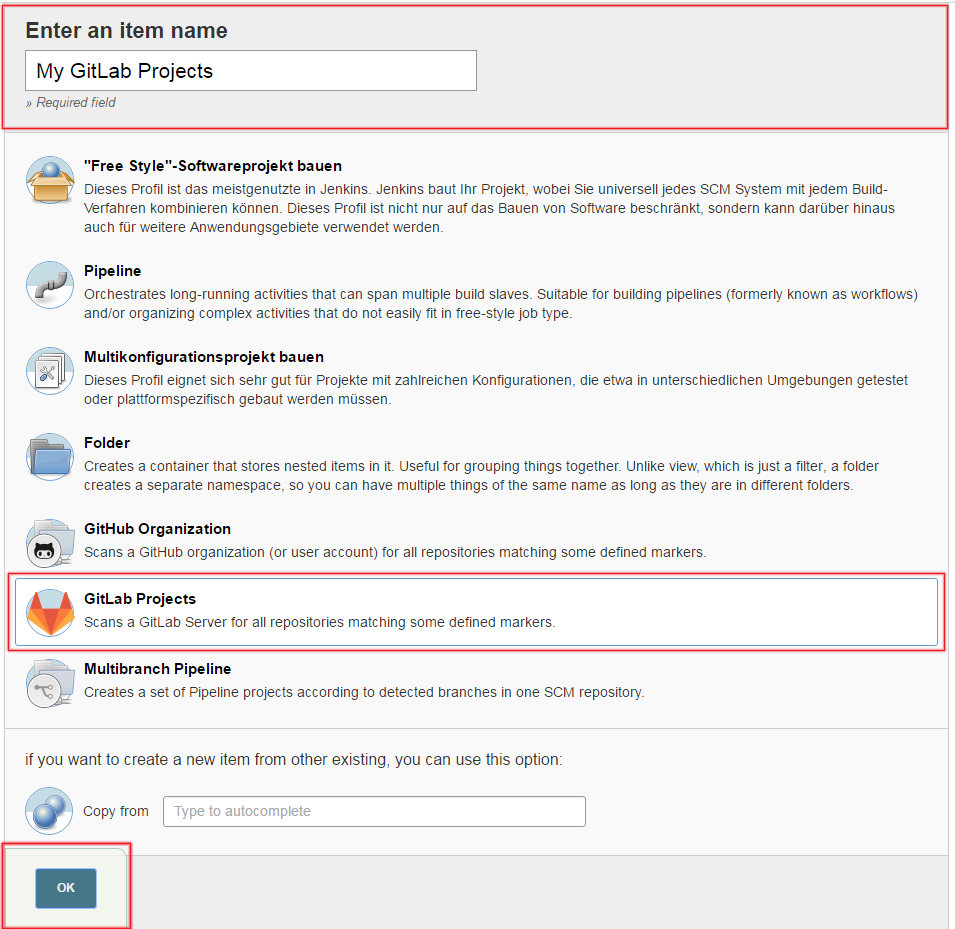 Enter an item name
My GitLab Projects
» Required field
"Free Style"-Softwareprojekt bauen
Dieses Profil ist das meistgenutzte in Jenkins. Jenkins baut Ihr Projekt, wobei Sie universell jedes SCM System mit jedem Build-
Verfahren kombinieren können. Dieses Profil ist nicht nur auf das Bauen von Software beschränkt, sondern kann darüber hinaus
auch für weitere Anwendungsgebiete verwendet werden.
Pipeline
Orchestrates long-running activities that can span multiple build slaves. Suitable for building pipelines (formerly known as workflows)
and/or organizing complex activities that do not easily fit in free-style job type.
Multikonfigurationsprojekt bauen
Dieses Profil eignet sich sehr gut für Projekte mit zahlreichen Konfigurationen, die etwa in unterschiedlichen Umgebungen getestet
oder plattformspezifisch gebaut werden müssen.
Folder
Creates a container that stores nested items in it. Useful for grouping things together. Unlike view, which is just a filter, a folder
creates a separate namespace, so you can have multiple things of the same name as long as they are in different folders.
GitHub Organization
Scans a GitHub organization (or user account) for all repositories matching some defined markers.
GitLab Projects
Scans a GitLab Server for all repositories matching some defined markers.
Multibranch Pipeline
Creates a set of Pipeline projects according to detected branches in one SCM repository.
if you want to create a new item from other existing, you can use this option:
Copy from
Type to autocomplete
OK